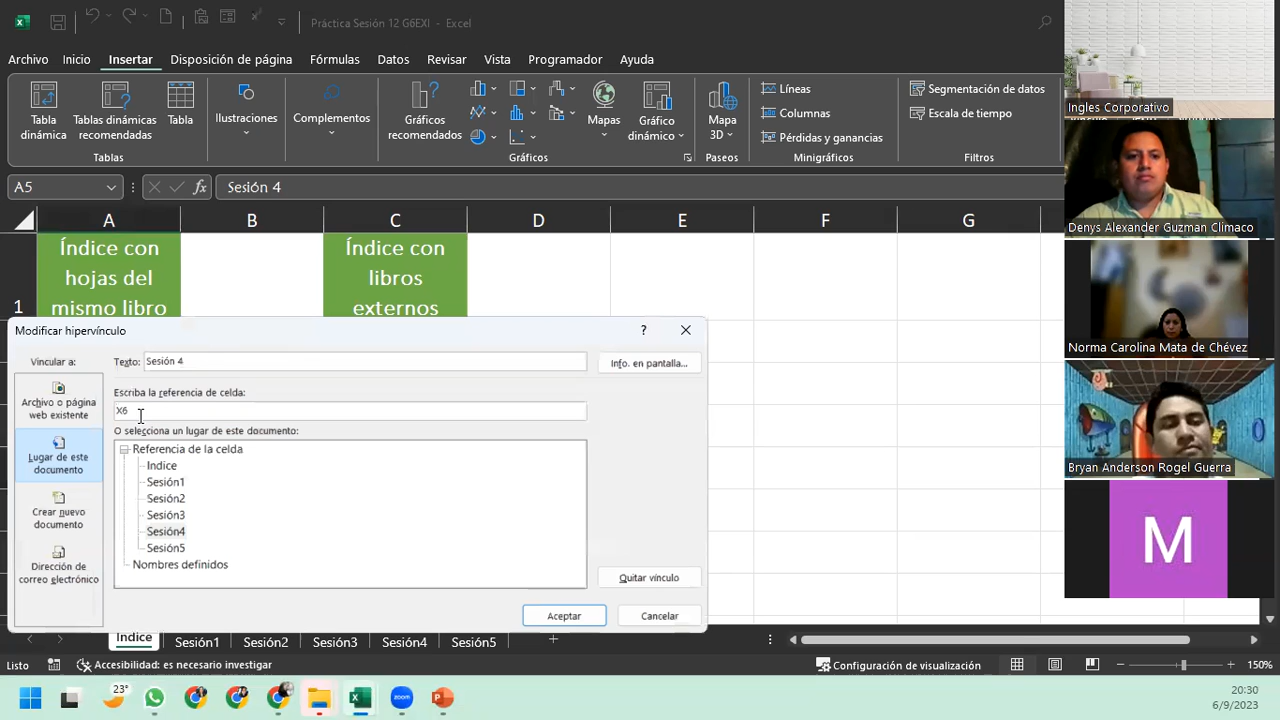 Práctica Sesión 12 G6EXI - Excel
Archivo Inicio Insertar Disposición de página Fórmulas Datos Vista Programador Ayuda
Tabla dinámica
Tablas dinámicas recomendadas
Tabla
Ilustraciones
Complementos
Gráficos recomendados
Mapas
Gráfico dinámico
Mapa 3D
Líneas
Columnas
Pérdidas y ganancias
Segmentación de datos
Escala de tiempo
Tablas Gráficos Paseos Minigráficos Filtros
A5 fx Sesión 4
A B C D E F G
1
Índice con
hojas del
mismo libro
Índice con
libros
externos
Modificar hipervínculo ?
Vincular a: Texto: Sesión 4 Info. en pantalla...
Archivo o página
web existente
Lugar de este
documento
Crear nuevo
documento
Dirección de
correo electrónico
Escriba la referencia de celda:
X6
O selecciona un lugar de este documento:
Referencia de la celda
Indice
Sesión1
Sesión2
Sesión3
Sesión4
Sesión5
Nombres definidos
Quitar vínculo
Aceptar Cancelar
Indice Sesión1 Sesión2 Sesión3 Sesión4 Sesión5
Listo Accesibilidad: es necesario investigar Configuración de visualización 150%
23°
zoom
20:30
6/9/2023
Ingles Corporativo
Denys Alexander Guzman Climaco
Norma Carolina Mata de Chévez
Bryan Anderson Rogel Guerra
M